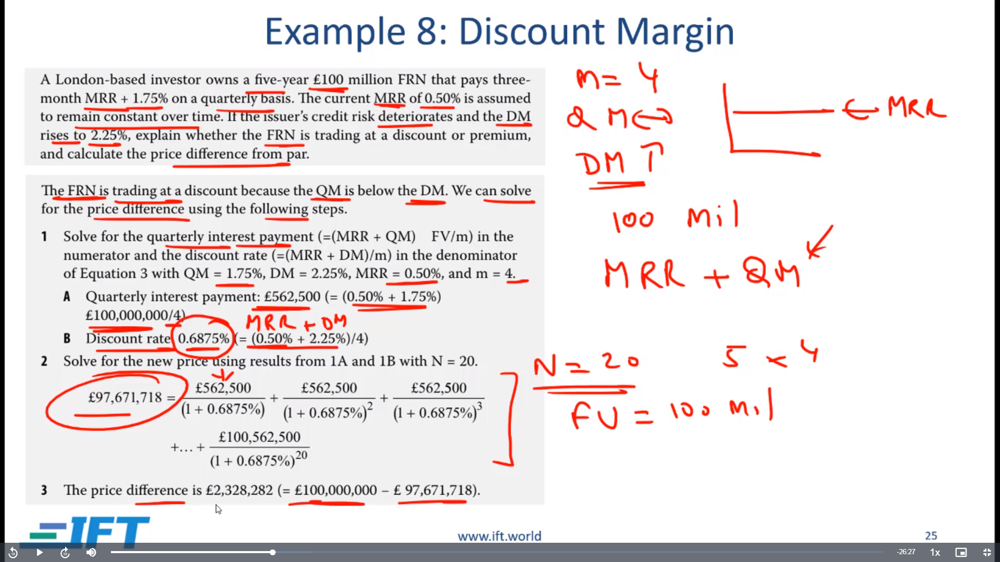 Example 8: Discount Margin
A London-based investor owns a five-year £100 million FRN that pays three-
month MRR + 1.75% on a quarterly basis. The current MRR of 0.50% is assumed
to remain constant over time. If the issuer’s credit risk deteriorates and the DM
rises to 2.25%, explain whether the FRN is trading at a discount or premium,
and calculate the price difference from par.
The FRN is trading at a discount because the QM is below the DM. We can solve
for the price difference using the following steps.
1 Solve for the quarterly interest payment (=(MRR + QM) FV/m) in the
numerator and the discount rate (=(MRR + DM)/m) in the denominator
of Equation 3 with QM = 1.75%, DM = 2.25%, MRR = 0.50%, and m = 4.
A Quarterly interest payment: £562,500 (= (0.50% + 1.75%)
£100,000,000/4)
MRR + DM
B Discount rate 0.6875% (= (0.50% + 2.25%)/4)
2 Solve for the new price using results from 1A and 1B with N = 20.
£97,671,718 = £562,500/(1 + 0.6875%) + £562,500/(1 + 0.6875%)^2 + £562,500/(1 + 0.6875%)^3
+…+ £100,562,500/(1 + 0.6875%)^20
3 The price difference is £2,328,282 (= £100,000,000 – £ 97,671,718).
m = 4
QM
MRR
DM ↑
100 Mil
MRR + QM
N = 20
5 × 4
FV = 100 Mil
IFT
www.ift.world
25
10
10
-26:27
1x